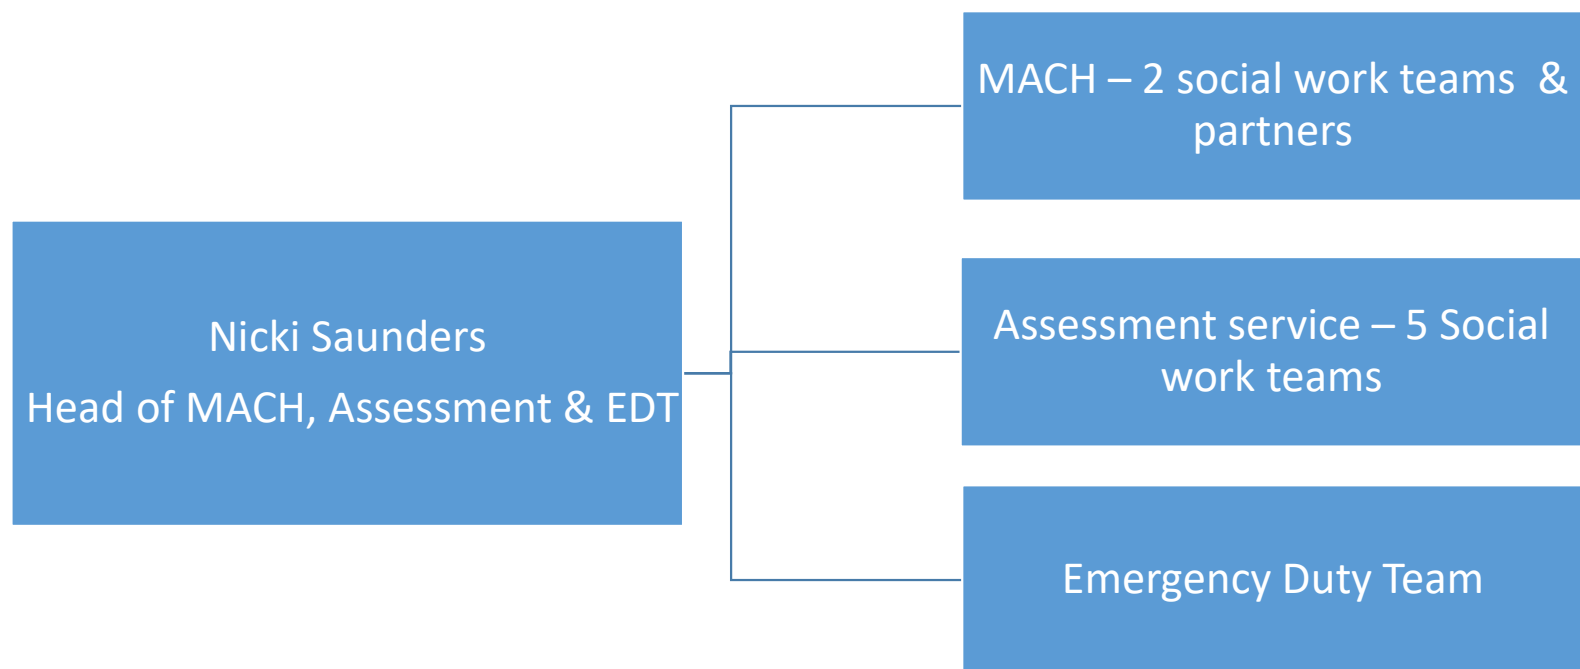 Nicki Saunders
Head of MACH, Assessment & EDT
MACH – 2 social work teams  &
partners
Assessment service – 5 Social
work teams
Emergency Duty Team